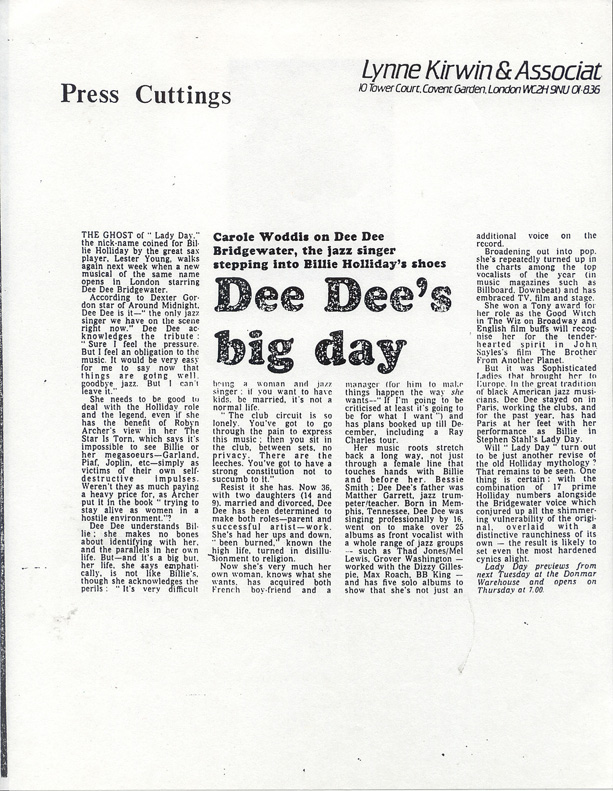 Lynne Kirwin & Associat
10 Tower Court, Covent Garden, London WC2H 9NU 01-836
Press Cuttings
Carole Woddis on Dee Dee
Bridgewater, the jazz singer
stepping into Billie Holliday's shoes
Dee Dee's
big day
THE GHOST of " Lady Day,"
the nick-name coined for Bil-
lie Holliday by the great sax
player, Lester Young, walks
again next week when a new
musical of the same name
opens in London starring
Dee Dee Bridgewater.
According to Dexter Gor-
don star of Around Midnight,
Dee Dee is it—" the only jazz
singer we have on the scene
right now." Dee Dee ac-
knowledges the tribute :
" Sure I feel the pressure.
But I feel an obligation to the
music. It would be very easy
for me to say now that
things are going well,
goodbye jazz. But I can't
leave it."
She needs to be good to
deal with the Holliday role
and the legend, even if she
has the benefit of Robyn
Archer's view in her The
Star Is Torn, which says it's
impossible to see Billie or
her megasoeurs—Garland,
Piaf, Joplin, etc—simply as
victims of their own self-
destructive impulses.
Weren't they as much paying
a heavy price for, as Archer
put it in the book " trying to
stay alive as women in a
hostile environment."?
Dee Dee understands Bil-
lie ; she makes no bones
about identifying with her,
and the parallels in her own
life. But—and it's a big but,
her life, she says emphati-
cally, is not like Billie's,
though she acknowledges the
perils : " It's very difficult
being a woman and jazz
singer ; if you want to have
kids, be married, it's not a
normal life.
" The club circuit is so
lonely. You've got to go
through the pain to express
this music ; then you sit in
the club, between sets, no
privacy. There are the
leeches. You've got to have a
strong constitution not to
succumb to it."
Resist it she has. Now 36,
with two daughters (14 and
9), married and divorced, Dee
Dee has been determined to
make both roles—parent and
successful artist—work.
She's had her ups and down,
" been burned," known the
high life, turned in disillu-
sionment to religion.
Now she's very much her
own woman, knows what she
wants, has acquired both
French boy-friend and a
manager (for him to make
things happen the way she
wants—" If I'm going to be
criticised at least it's going to
be for what I want ") and
has plans booked up till De-
cember, including a Ray
Charles tour.
Her music roots stretch
back a long way, not just
through a female line that
touches hands with Billie
and before her. Bessie
Smith ; Dee Dee's father was
Matther Garrett, jazz trum-
peter/teacher. Born in Mem-
phis, Tennessee, Dee Dee was
singing professionally by 16,
went on to make over 25
albums as front vocalist with
a whole range of jazz groups
— such as Thad Jones/Mel
Lewis, Grover Washington —
worked with the Dizzy Gilles-
pie, Max Roach, BB King —
and has five solo albums to
show that she's not just an
additional voice on the
record.
Broadening out into pop,
she's repeatedly turned up in
the charts among the top
vocalists of the year (in
music magazines such as
Billboard, Downbeat) and has
embraced TV, film and stage.
She won a Tony award for
her role as the Good Witch
in The Wiz on Broadway and
English film buffs will recog-
nise her for the tender-
hearted spirit in John
Sayles's film The Brother
From Another Planet.
But it was Sophisticated
Ladies that brought her to
Europe. In the great tradition
of black American jazz musi-
cians, Dee Dee stayed on in
Paris, working the clubs, and
for the past year, has had
Paris at her feet with her
performance as Billie in
Stephen Stahl's Lady Day.
Will " Lady Day " turn out
to be just another revise of
the old Holliday mythology ?
That remains to be seen. One
thing is certain : with the
combination of 17 prime
Holliday numbers alongside
the Bridgewater voice which
conjured up all the shimmer-
ing vulnerability of the origi-
nal, overlaid with a
distinctive raunchiness of its
own — the result is likely to
set even the most hardened
cynics alight.
Lady Day previews from
next Tuesday at the Donmar
Warehouse and opens on
Thursday at 7.00.